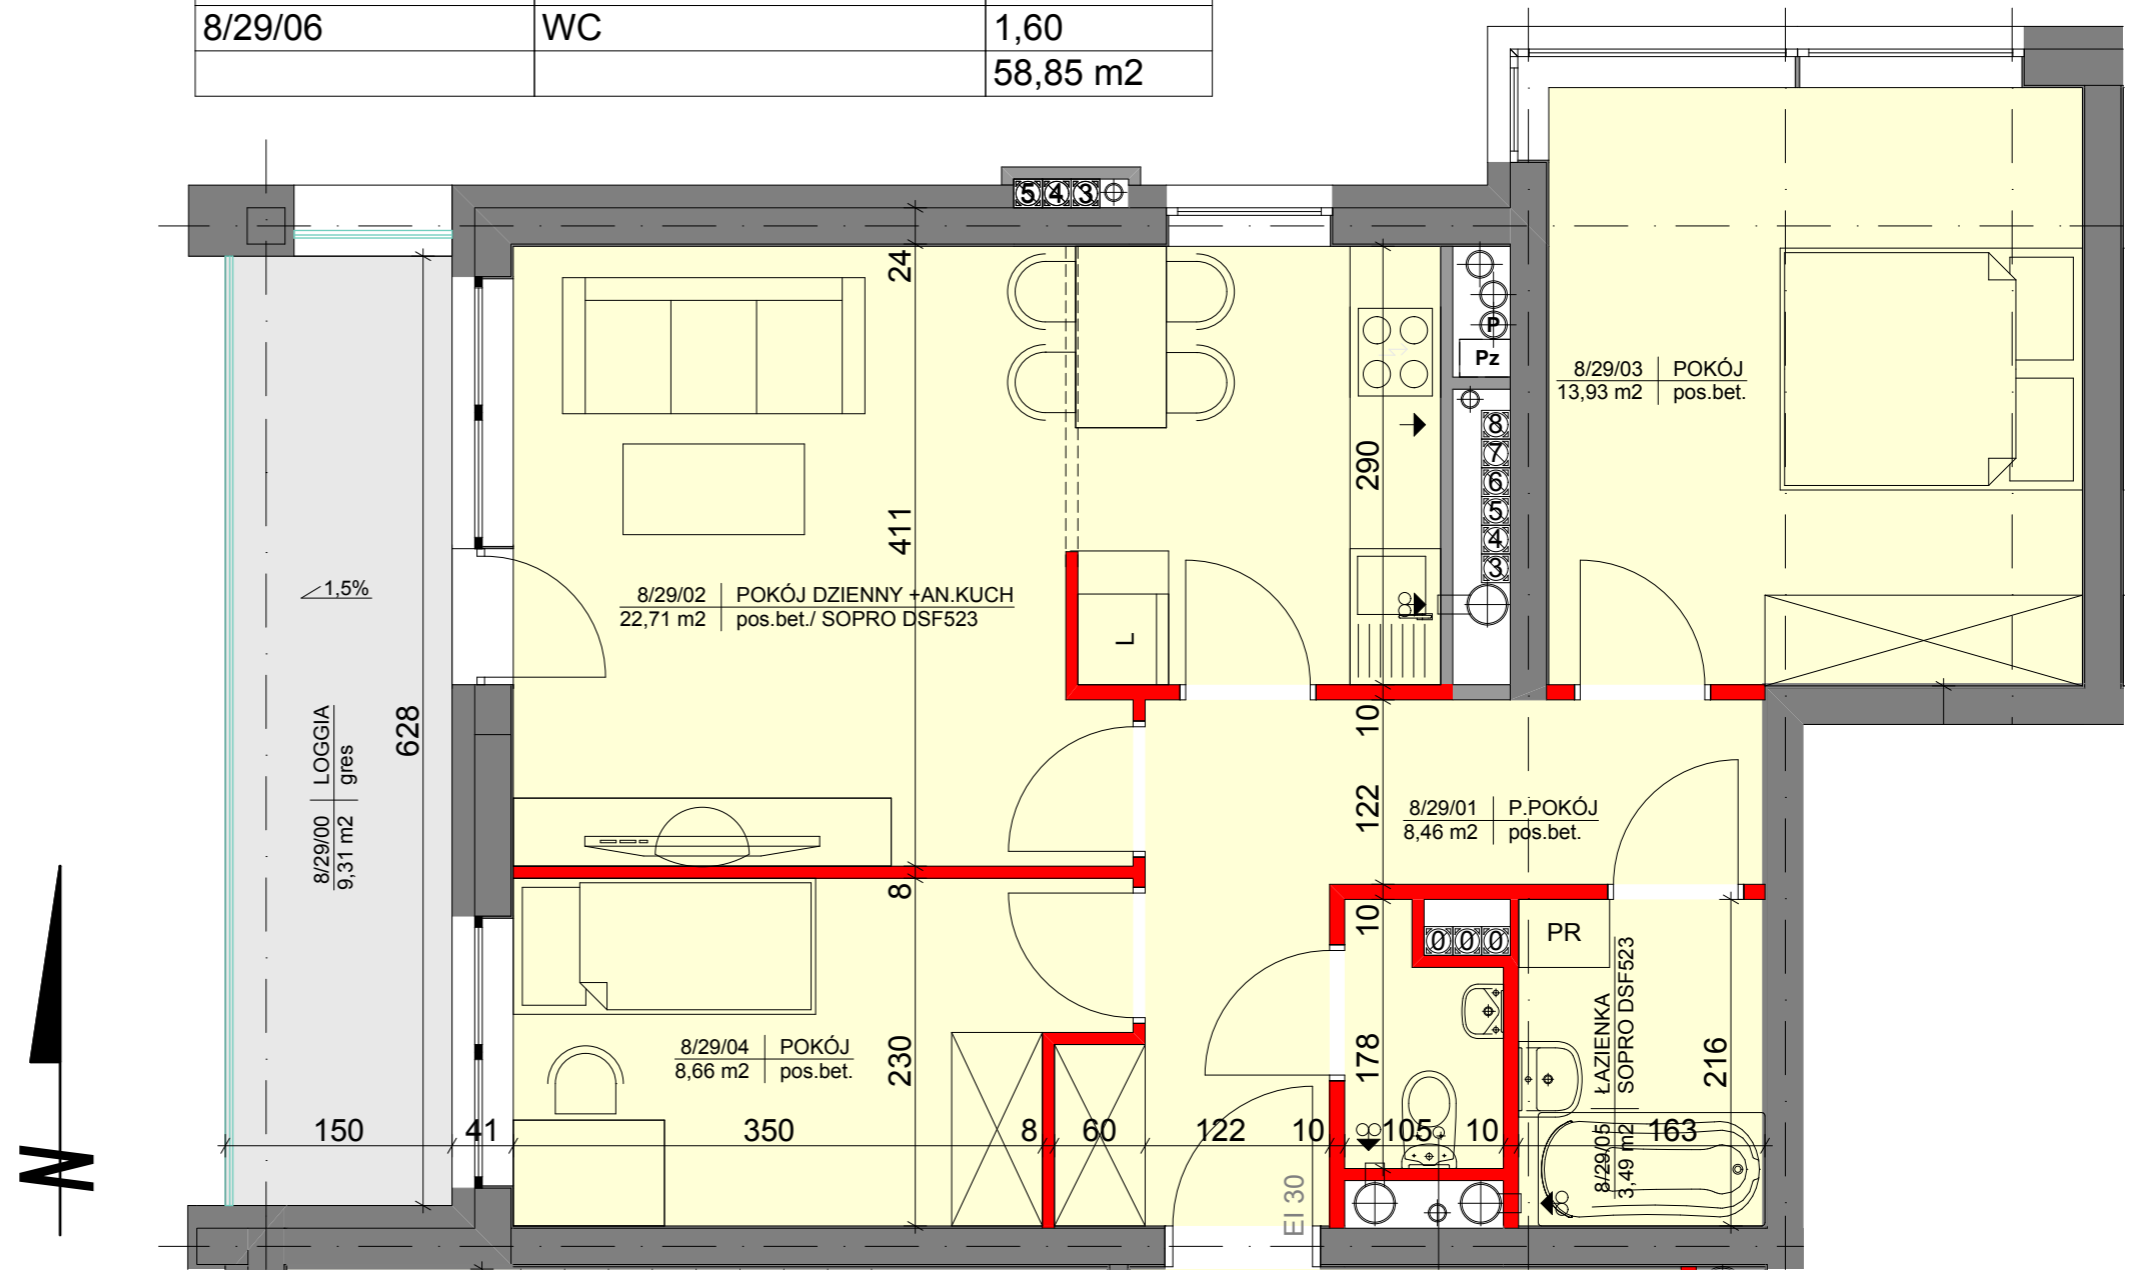 8/29/06 WC 1,60
58,85 m2
5 4 3
24
P
Pz
8/29/03 POKÓJ
13,93 m2 pos.bet.
8
7
6
5
4
3
290
411
1,5%
8/29/02 POKÓJ DZIENNY +AN.KUCH
22,71 m2 pos.bet./ SOPRO DSF523
L
628
8/29/00 LOGGIA
9,31 m2 gres
10
122
8/29/01 P.POKÓJ
8,46 m2 pos.bet.
8
10
0 0 0
PR
8/29/05 ŁAZIENKA
3,49 m2 SOPRO DSF523
8/29/04 POKÓJ
8,66 m2 pos.bet.
230
178
216
150 41 350 8 60 122 10 105 10 163
EI 30
N